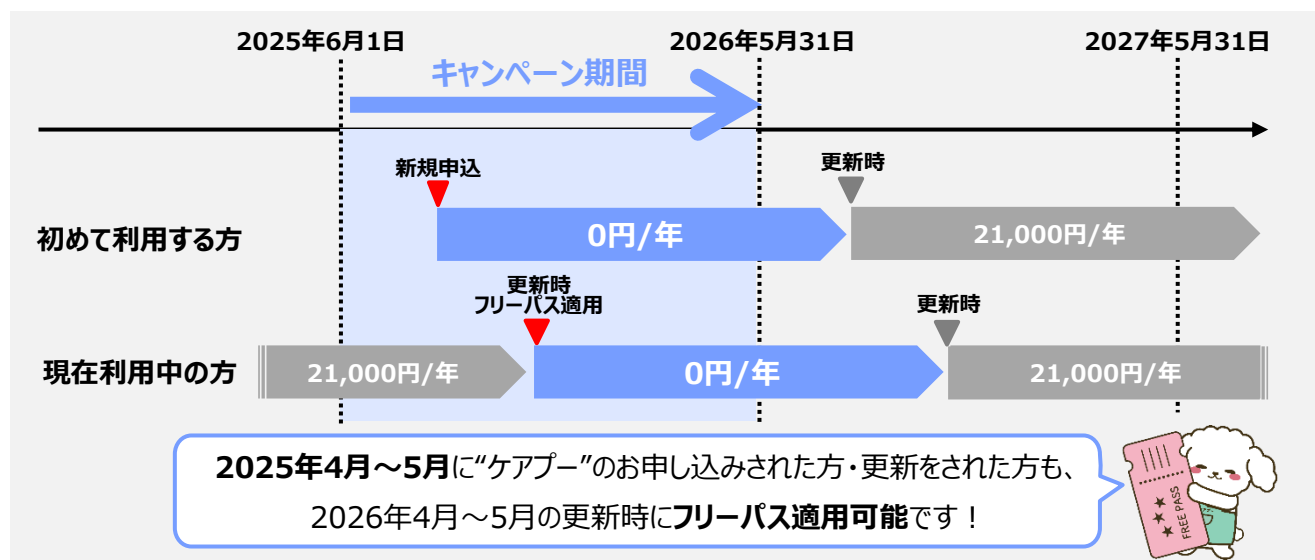 2025年6月1日
2026年5月31日
2027年5月31日
キャンペーン期間
新規申込
更新時
初めて利用する方
0円/年
21,000円/年
更新時
フリーパス適用
更新時
現在利用中の方
21,000円/年
0円/年
21,000円/年
2025年4月～5月に“ケアプー”のお申し込みされた方・更新をされた方も、
2026年4月～5月の更新時にフリーパス適用可能です！
FREE PASS